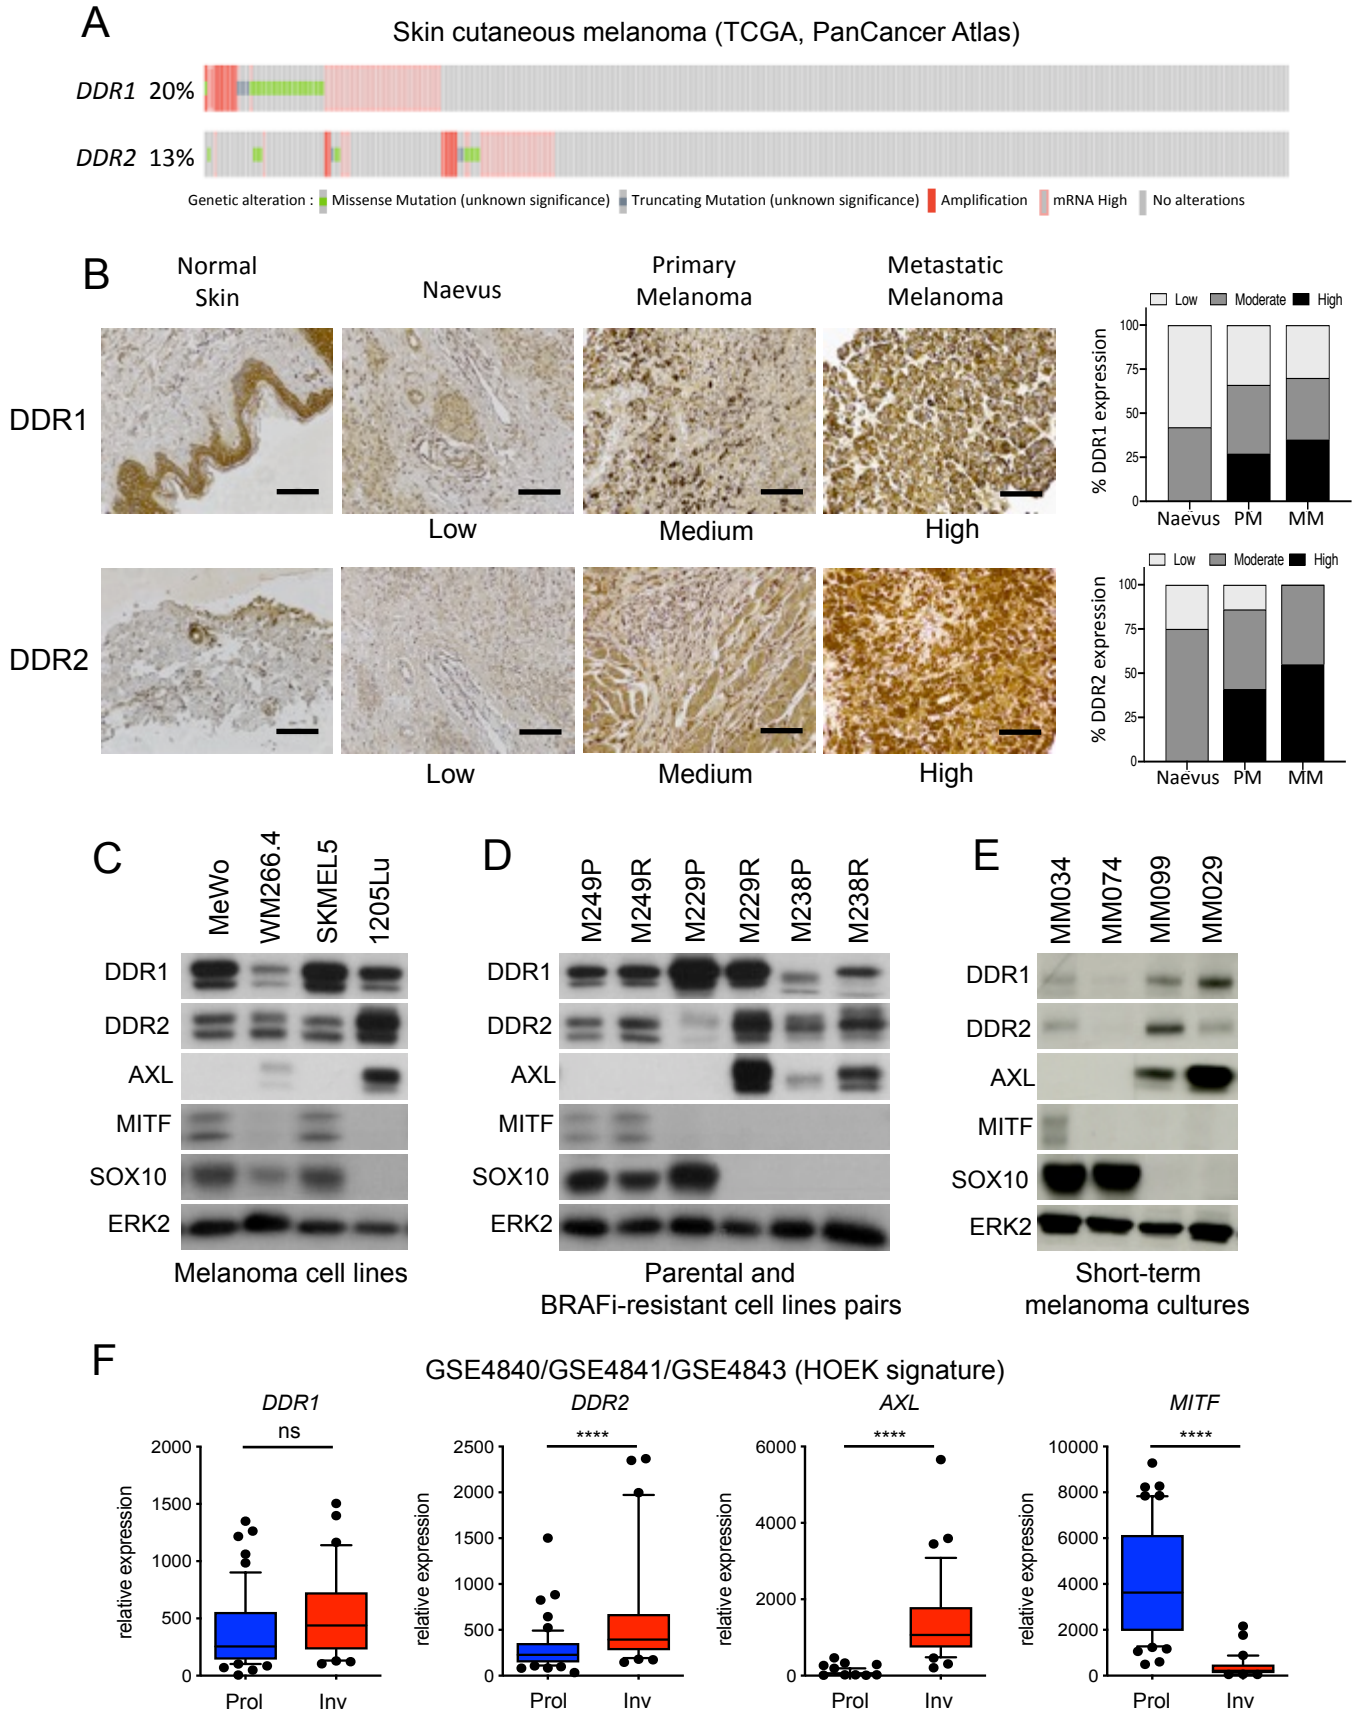 A
Skin cutaneous melanoma (TCGA, PanCancer Atlas)
DDR1 20%
DDR2 13%
Genetic alteration : Missense Mutation (unknown significance) Truncating Mutation (unknown significance) Amplification mRNA High No alterations
B
Normal Skin
Naevus
Primary Melanoma
Metastatic Melanoma
DDR1
Low
Medium
High
Low Moderate High
% DDR1 expression
100
75
50
25
0
Naevus PM MM
DDR2
Low
Medium
High
Low Moderate High
% DDR2 expression
100
75
50
25
0
Naevus PM MM
C
MeWo
WM266.4
SKMEL5
1205Lu
DDR1
DDR2
AXL
MITF
SOX10
ERK2
Melanoma cell lines
D
M249P
M249R
M229P
M229R
M238P
M238R
DDR1
DDR2
AXL
MITF
SOX10
ERK2
Parental and
BRAFi-resistant cell lines pairs
E
MM034
MM074
MM099
MM029
DDR1
DDR2
AXL
MITF
SOX10
ERK2
Short-term
melanoma cultures
F
GSE4840/GSE4841/GSE4843 (HOEK signature)
DDR1
ns
relative expression
2000
1500
1000
500
0
Prol Inv
DDR2
****
relative expression
2500
2000
1500
1000
500
0
Prol Inv
AXL
****
relative expression
6000
4000
2000
0
Prol Inv
MITF
****
relative expression
10000
8000
6000
4000
2000
0
Prol Inv